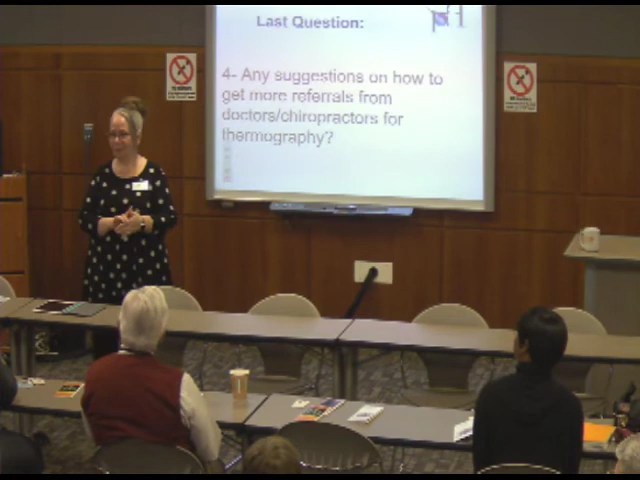 Last Question:
4- Any suggestions on how to
get more referrals from
doctors/chiropractors for
thermography?